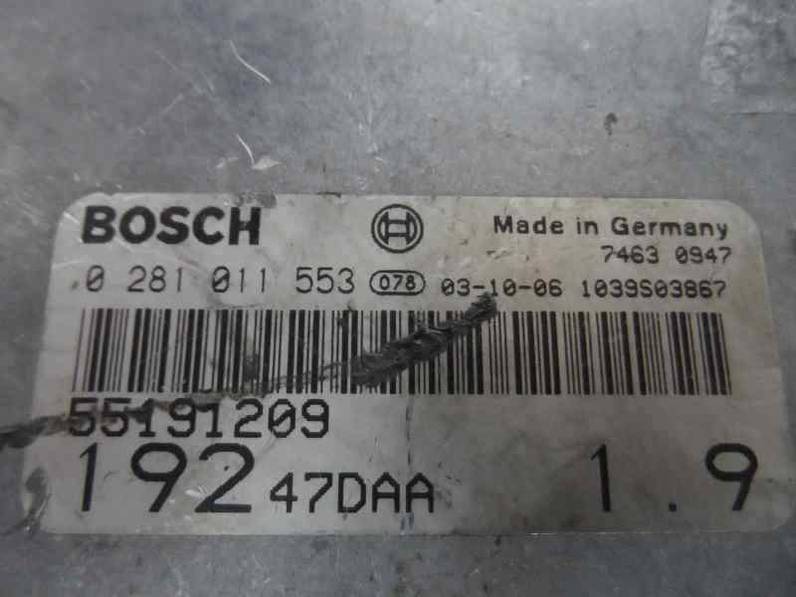 BOSCH Made in Germany
7463 0947
0 281 011 553 078 03-10-06 1039S03867
55191209
192 47DAA 1.9